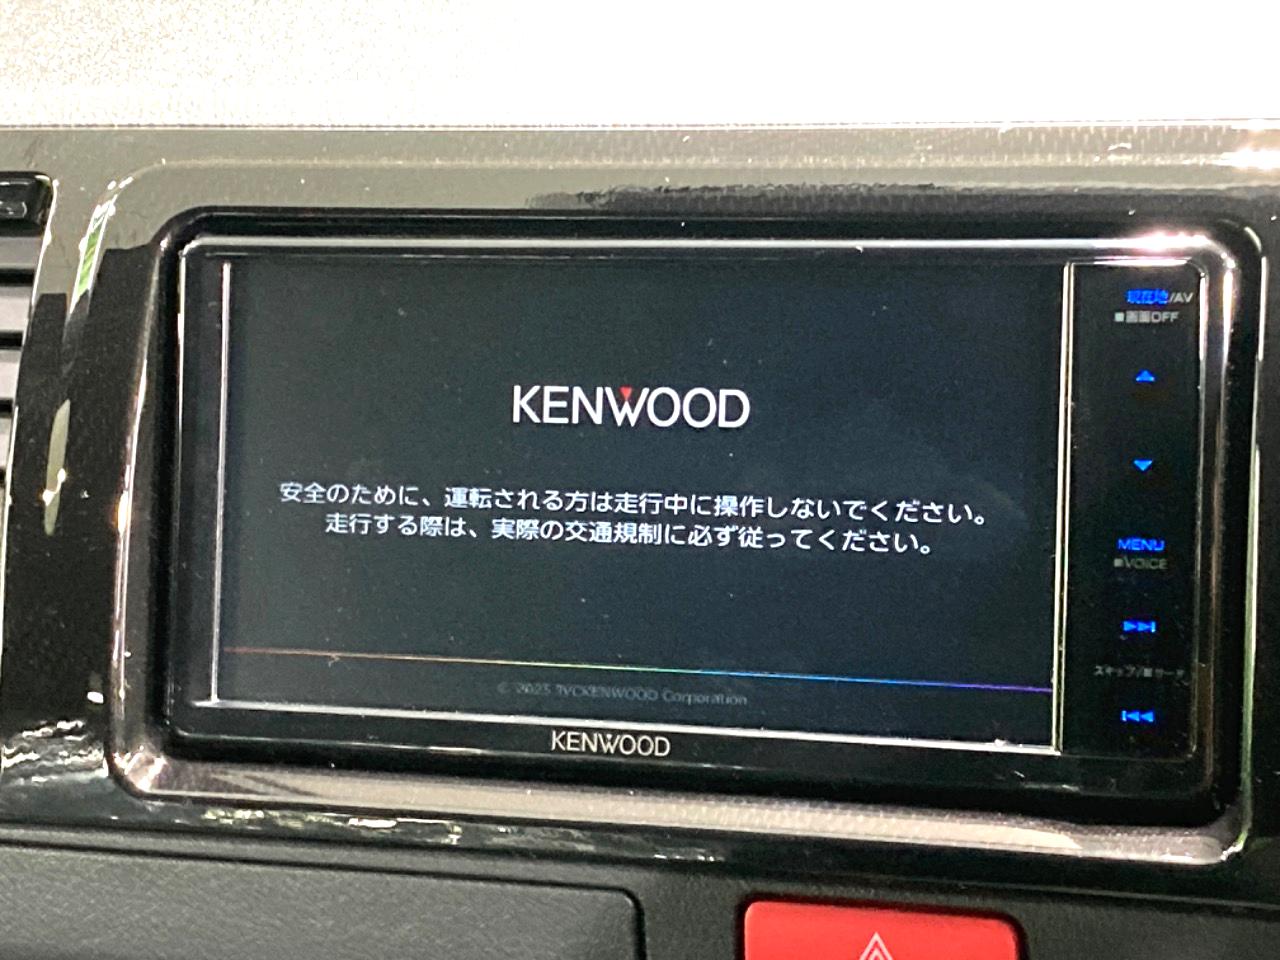 KENWOOD
安全のために、運転される方は走行中に操作しないでください。
走行する際は、実際の交通規制に必ず従ってください。
JVCKENWOOD Corporation
KENWOOD
現在地/AV
■画面OFF
MENU
■VOICE